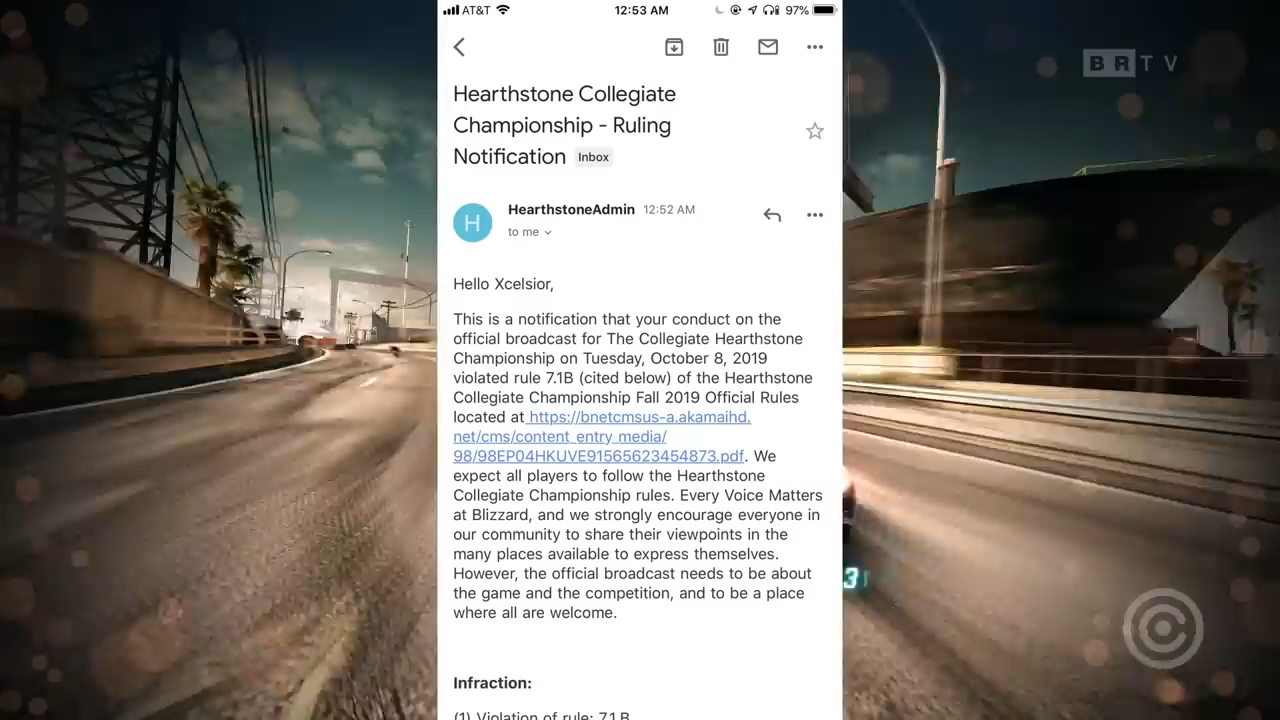 AT&T 12:53 AM 97%
BRTV
Hearthstone Collegiate
Championship - Ruling
Notification Inbox
H HearthstoneAdmin 12:52 AM
to me
Hello Xcelsior,
This is a notification that your conduct on the
official broadcast for The Collegiate Hearthstone
Championship on Tuesday, October 8, 2019
violated rule 7.1B (cited below) of the Hearthstone
Collegiate Championship Fall 2019 Official Rules
located at https://bnetcmsus-a.akamaihd.
net/cms/content_entry_media/
98/98EP04HKUVE91565623454873.pdf. We
expect all players to follow the Hearthstone
Collegiate Championship rules. Every Voice Matters
at Blizzard, and we strongly encourage everyone in
our community to share their viewpoints in the
many places available to express themselves.
However, the official broadcast needs to be about
the game and the competition, and to be a place
where all are welcome.
Infraction:
(1) Violation of rule: 7.1 B